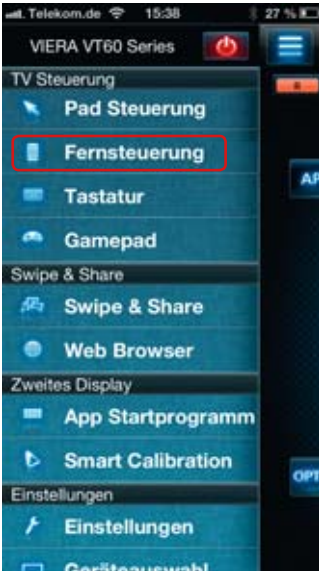 Telekom.de 15:38 27 %
VIERA VT60 Series
TV Steuerung
Pad Steuerung
Fernsteuerung
AP
Tastatur
Gamepad
Swipe & Share
Swipe & Share
Web Browser
Zweites Display
App Startprogramm
Smart Calibration
OPT
Einstellungen
Einstellungen
Geräteauswahl